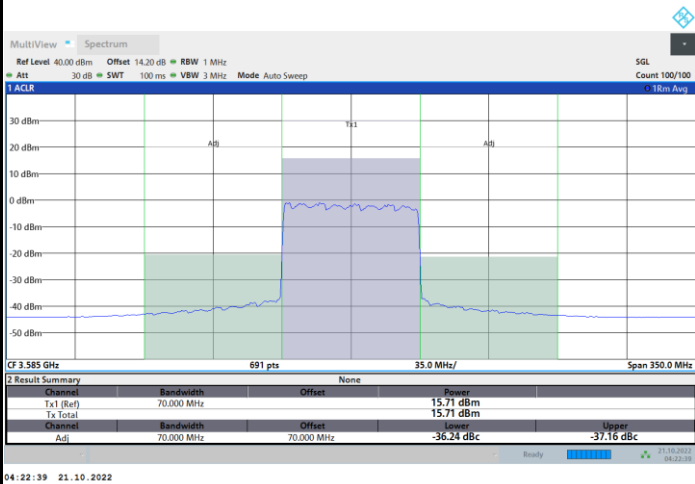 MultiView Spectrum
Ref Level 40.00 dBm Offset 14.20 dB RBW 1 MHz SGL
Att 30 dB SWT 100 ms VBW 3 MHz Mode Auto Sweep Count 100/100
1 ACLR 1Rm Avg
30 dBm
Tx1
20 dBm Adj Adj
10 dBm
0 dBm
-10 dBm
-20 dBm
-30 dBm
-40 dBm
-50 dBm
CF 3.585 GHz 691 pts 35.0 MHz/ Span 350.0 MHz
2 Result Summary None
Channel Bandwidth Offset Power
Tx1 (Ref) 70.000 MHz 15.71 dBm
Tx Total 15.71 dBm
Channel Bandwidth Offset Lower Upper
Adj 70.000 MHz 70.000 MHz -36.24 dBc -37.16 dBc
Ready 21.10.2022
04:22:38
04:22:39 21.10.2022